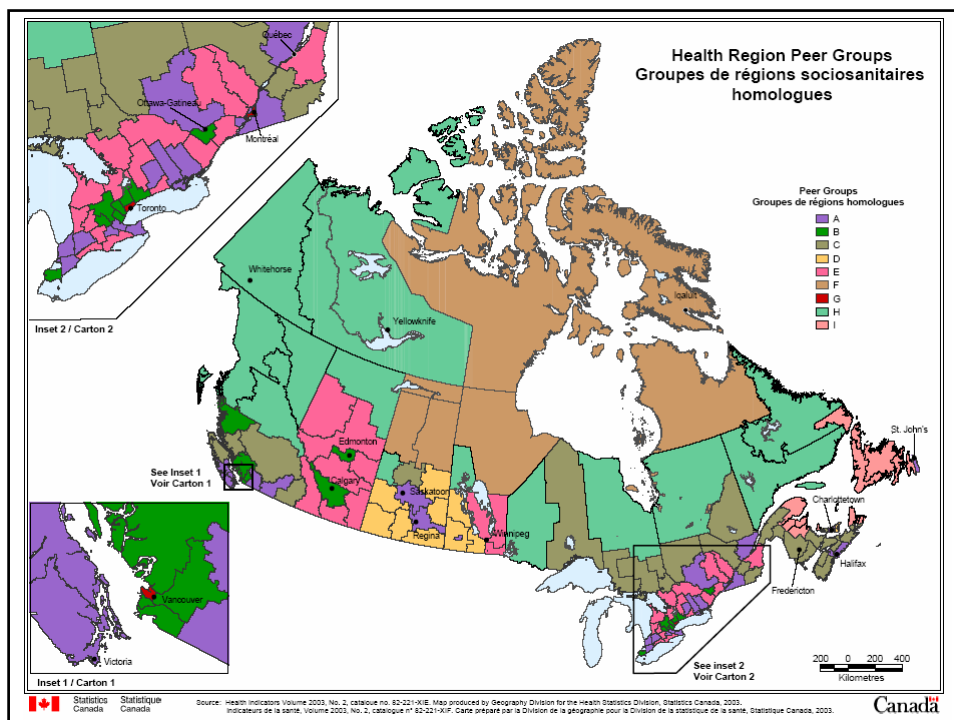 Health Region Peer Groups
Groupes de régions sociosanitaires
homologues
Québec
Ottawa-Gatineau
Montréal
Toronto
Inset 2 / Carton 2
Peer Groups
Groupes de régions homologues
A
B
C
D
E
F
G
H
I
Whitehorse
Yellowknife
Iqaluit
Edmonton
Calgary
Saskatoon
Regina
Winnipeg
St. John's
Charlottetown
Halifax
Fredericton
See Inset 1
Voir Carton 1
Vancouver
Victoria
Inset 1 / Carton 1
See inset 2
Voir Carton 2
200 0 200 400
Kilometres
Statistics Canada
Statistique Canada
Source: Health Indicators Volume 2003, No. 2, cataloue no. 82-221-XIE. Map produced by Geography Division for the Health Statistics Division, Statistics Canada, 2003.
Indicateurs de la santé, Volume 2003, No. 2, catalogue n° 82-221-XIF. Carte préparé par la Division de la géographie pour la Division de la statistique de la santé, Statistique Canada, 2003.
Canada